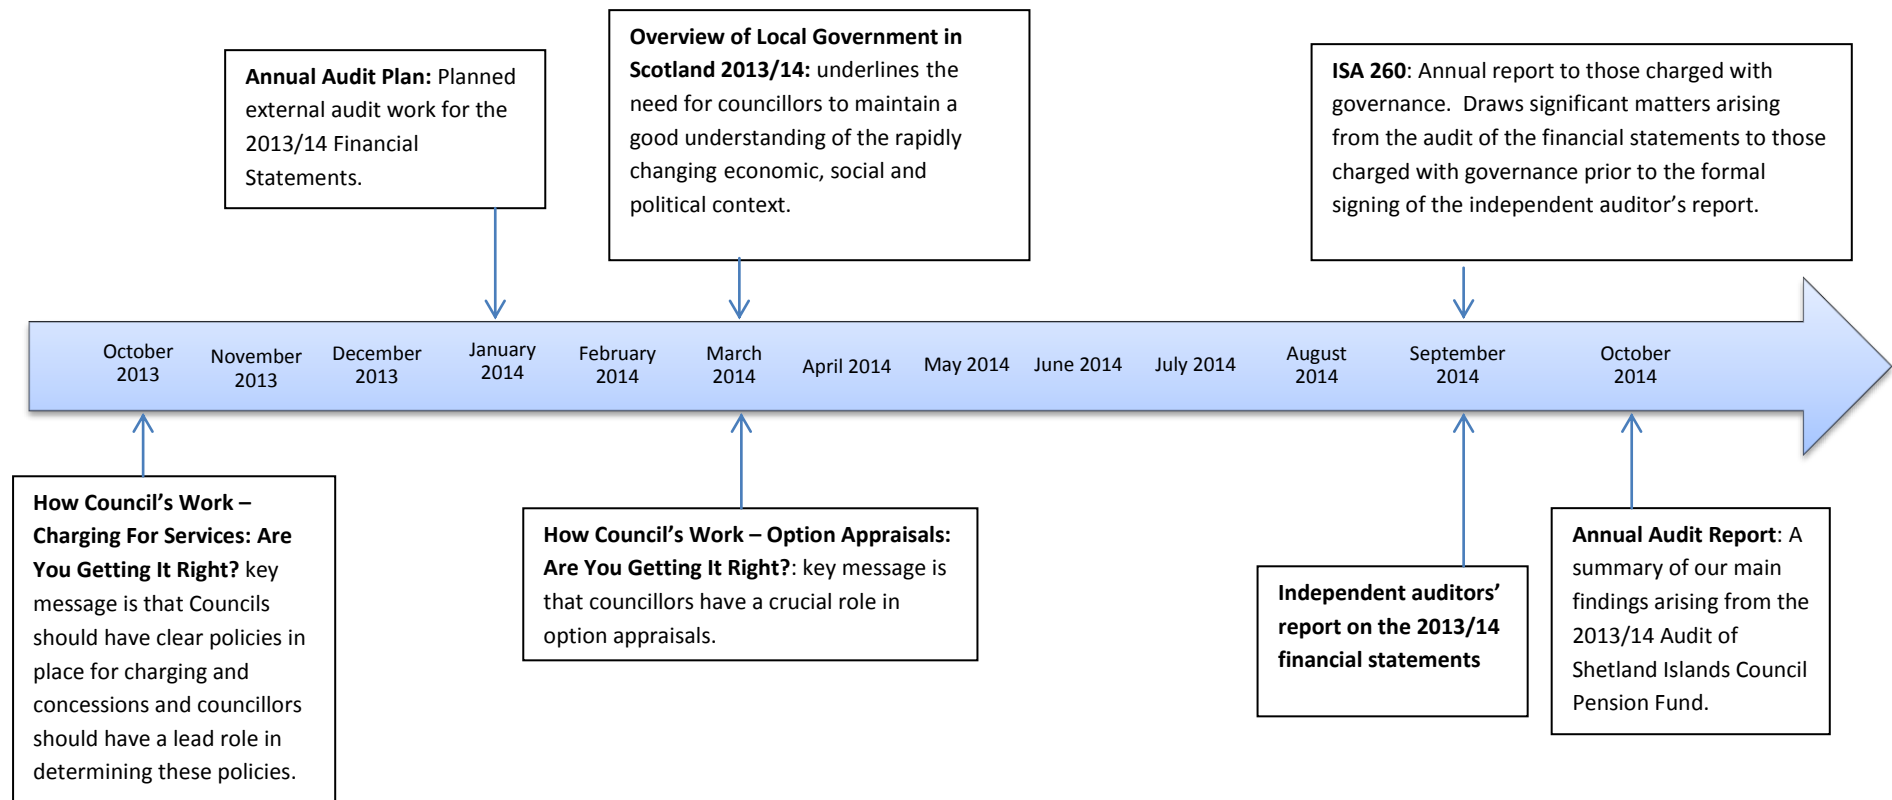 Annual Audit Plan: Planned
external audit work for the
2013/14 Financial
Statements.
Overview of Local Government in
Scotland 2013/14: underlines the
need for councillors to maintain a
good understanding of the rapidly
changing economic, social and
political context.
ISA 260: Annual report to those charged with
governance.  Draws significant matters arising
from the audit of the financial statements to those
charged with governance prior to the formal
signing of the independent auditor’s report.
October
2013
November
2013
December
2013
January
2014
February
2014
March
2014
April 2014
May 2014
June 2014
July 2014
August
2014
September
2014
October
2014
How Council’s Work –
Charging For Services: Are
You Getting It Right? key
message is that Councils
should have clear policies in
place for charging and
concessions and councillors
should have a lead role in
determining these policies.
How Council’s Work – Option Appraisals:
Are You Getting It Right?: key message is
that councillors have a crucial role in
option appraisals.
Independent auditors’
report on the 2013/14
financial statements
Annual Audit Report: A
summary of our main
findings arising from the
2013/14 Audit of
Shetland Islands Council
Pension Fund.